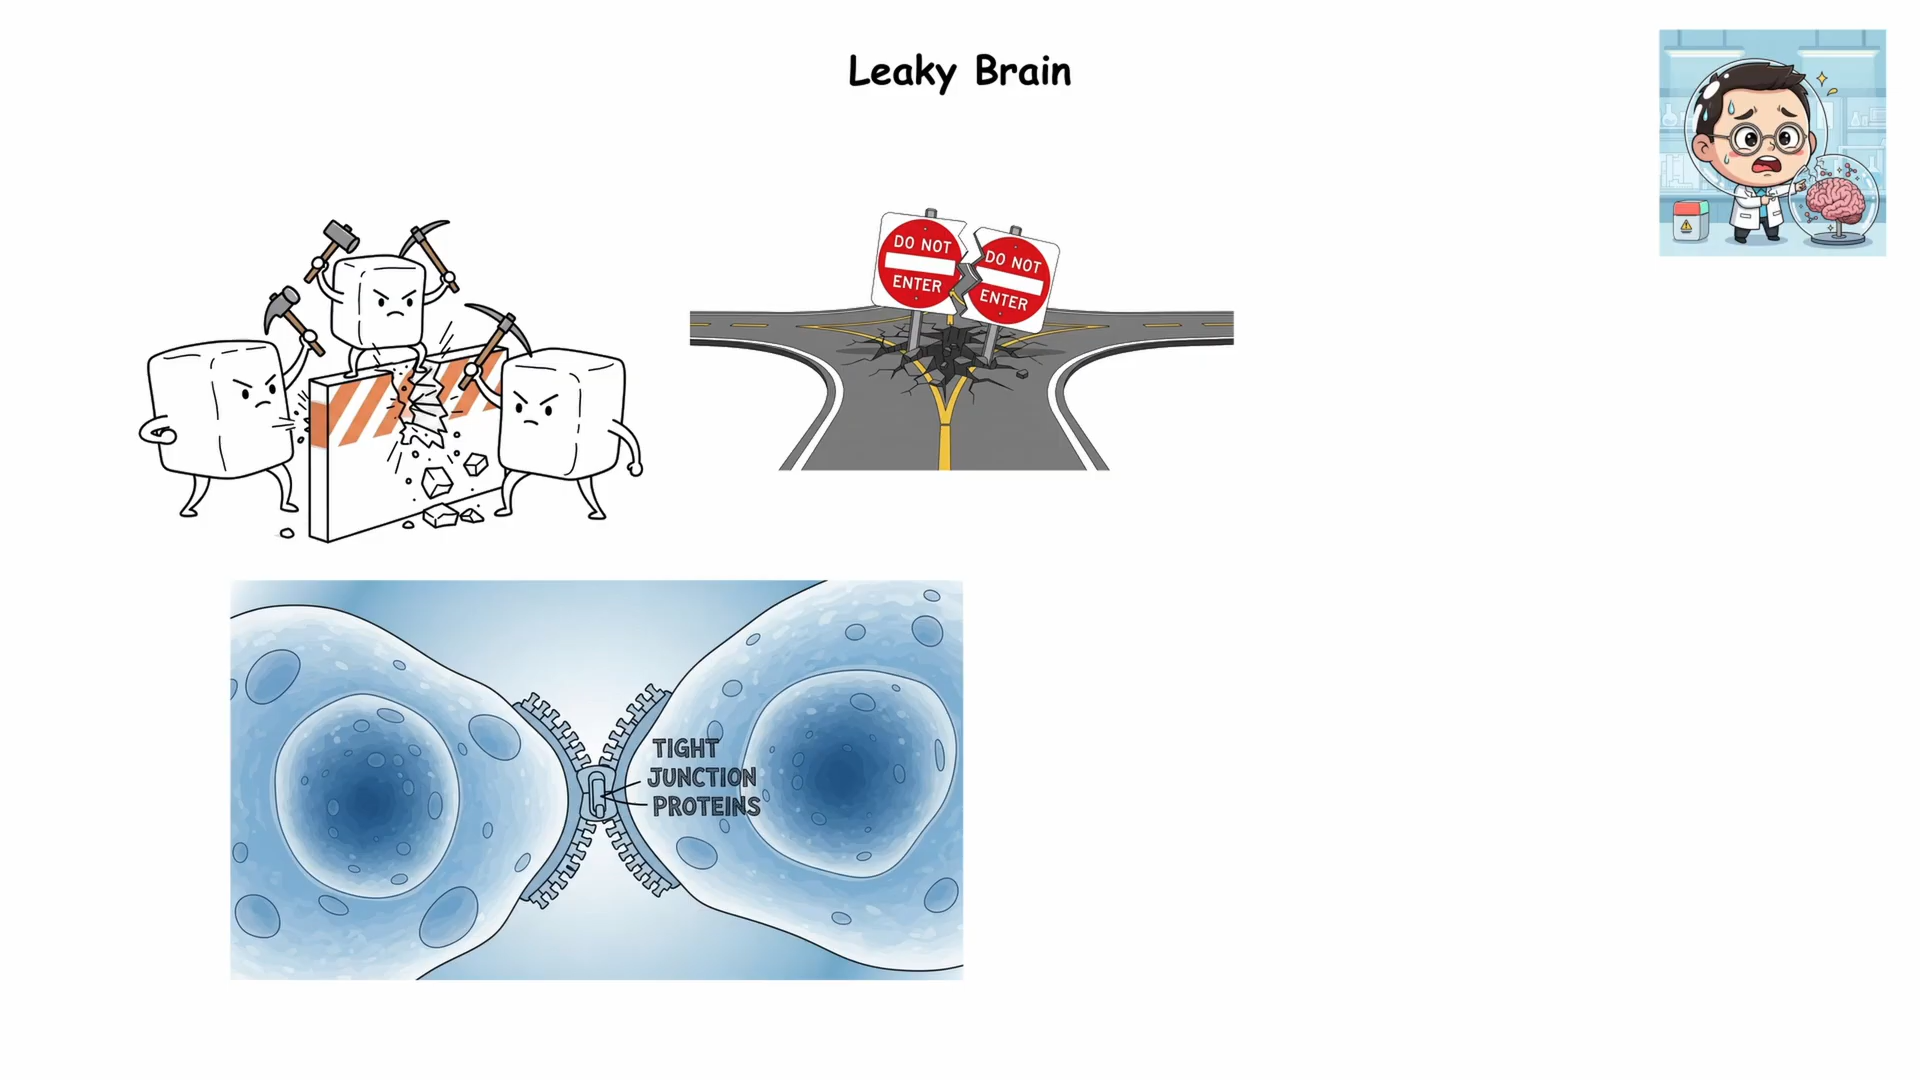 Leaky Brain
DO NOT
ENTER
DO NOT
ENTER
TIGHT
JUNCTION
PROTEINS